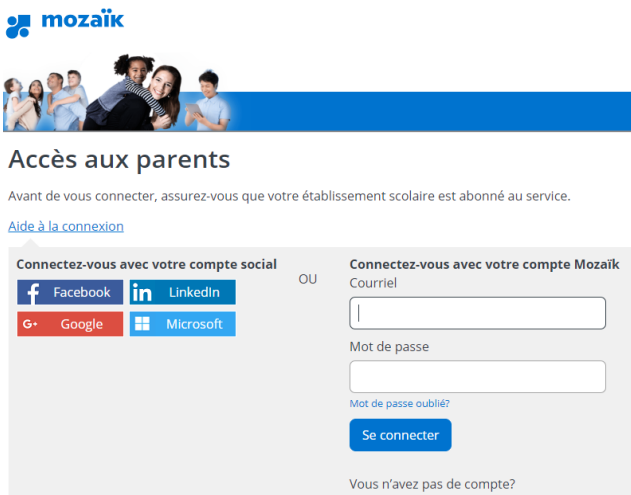 mozaïk
Accès aux parents
Avant de vous connecter, assurez-vous que votre établissement scolaire est abonné au service.
Aide à la connexion
Connectez-vous avec votre compte social
Facebook
in LinkedIn
G+ Google
Microsoft
OU
Connectez-vous avec votre compte Mozaïk
Courriel
Mot de passe
Mot de passe oublié?
Se connecter
Vous n'avez pas de compte?